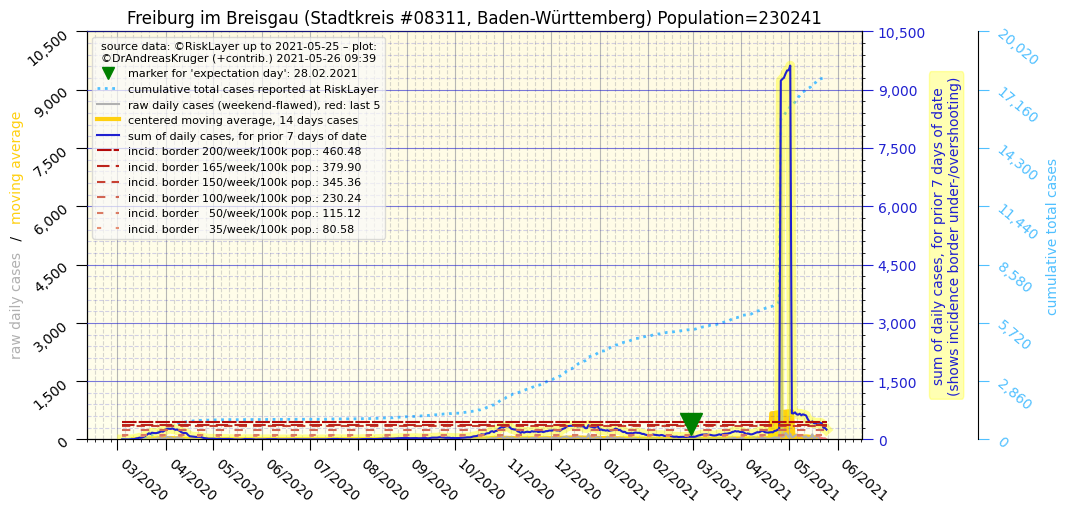 Freiburg im Breisgau (Stadtkreis #08311, Baden-Württemberg) Population=230241
source data: ©RiskLayer up to 2021-05-25 – plot:
©DrAndreasKruger (+contrib.) 2021-05-26 09:39
marker for 'expectation day': 28.02.2021
cumulative total cases reported at RiskLayer
raw daily cases (weekend-flawed), red: last 5
centered moving average, 14 days cases
sum of daily cases, for prior 7 days of date
incid. border 200/week/100k pop.: 460.48
incid. border 165/week/100k pop.: 379.90
incid. border 150/week/100k pop.: 345.36
incid. border 100/week/100k pop.: 230.24
incid. border 50/week/100k pop.: 115.12
incid. border 35/week/100k pop.: 80.58
raw daily cases / moving average
10,500
9,000
7,500
6,000
4,500
3,000
1,500
0
03/2020
04/2020
05/2020
06/2020
07/2020
08/2020
09/2020
10/2020
11/2020
12/2020
01/2021
02/2021
03/2021
04/2021
05/2021
06/2021
10,500
9,000
7,500
6,000
4,500
3,000
1,500
0
sum of daily cases, for prior 7 days of date
(shows incidence border under-/overshooting)
20,020
17,160
14,300
11,440
8,580
5,720
2,860
0
cumulative total cases